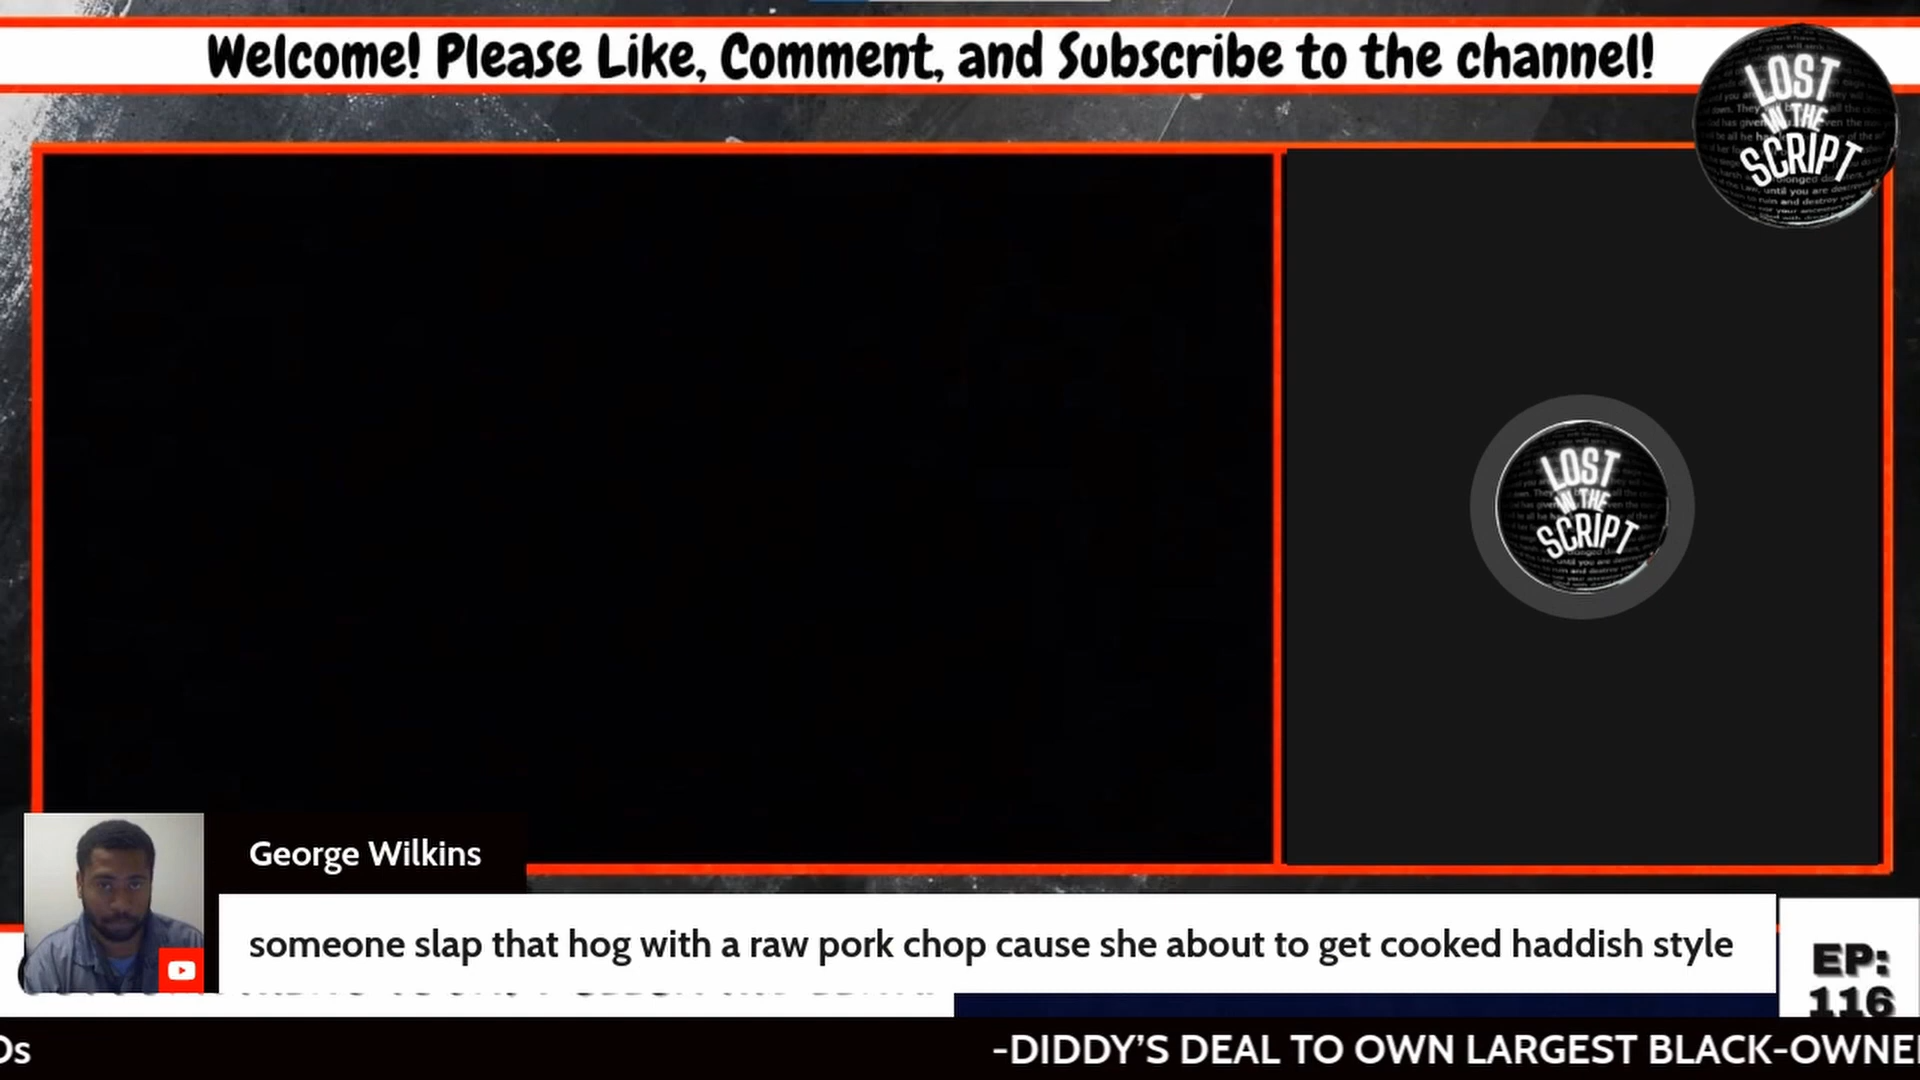 Welcome! Please Like, Comment, and Subscribe to the channel!
LOST
IN THE
SCRIPT
LOST
IN THE
SCRIPT
George Wilkins
someone slap that hog with a raw pork chop cause she about to get cooked haddish style
EP:
116
Ds
-DIDDY’S DEAL TO OWN LARGEST BLACK-OWNE